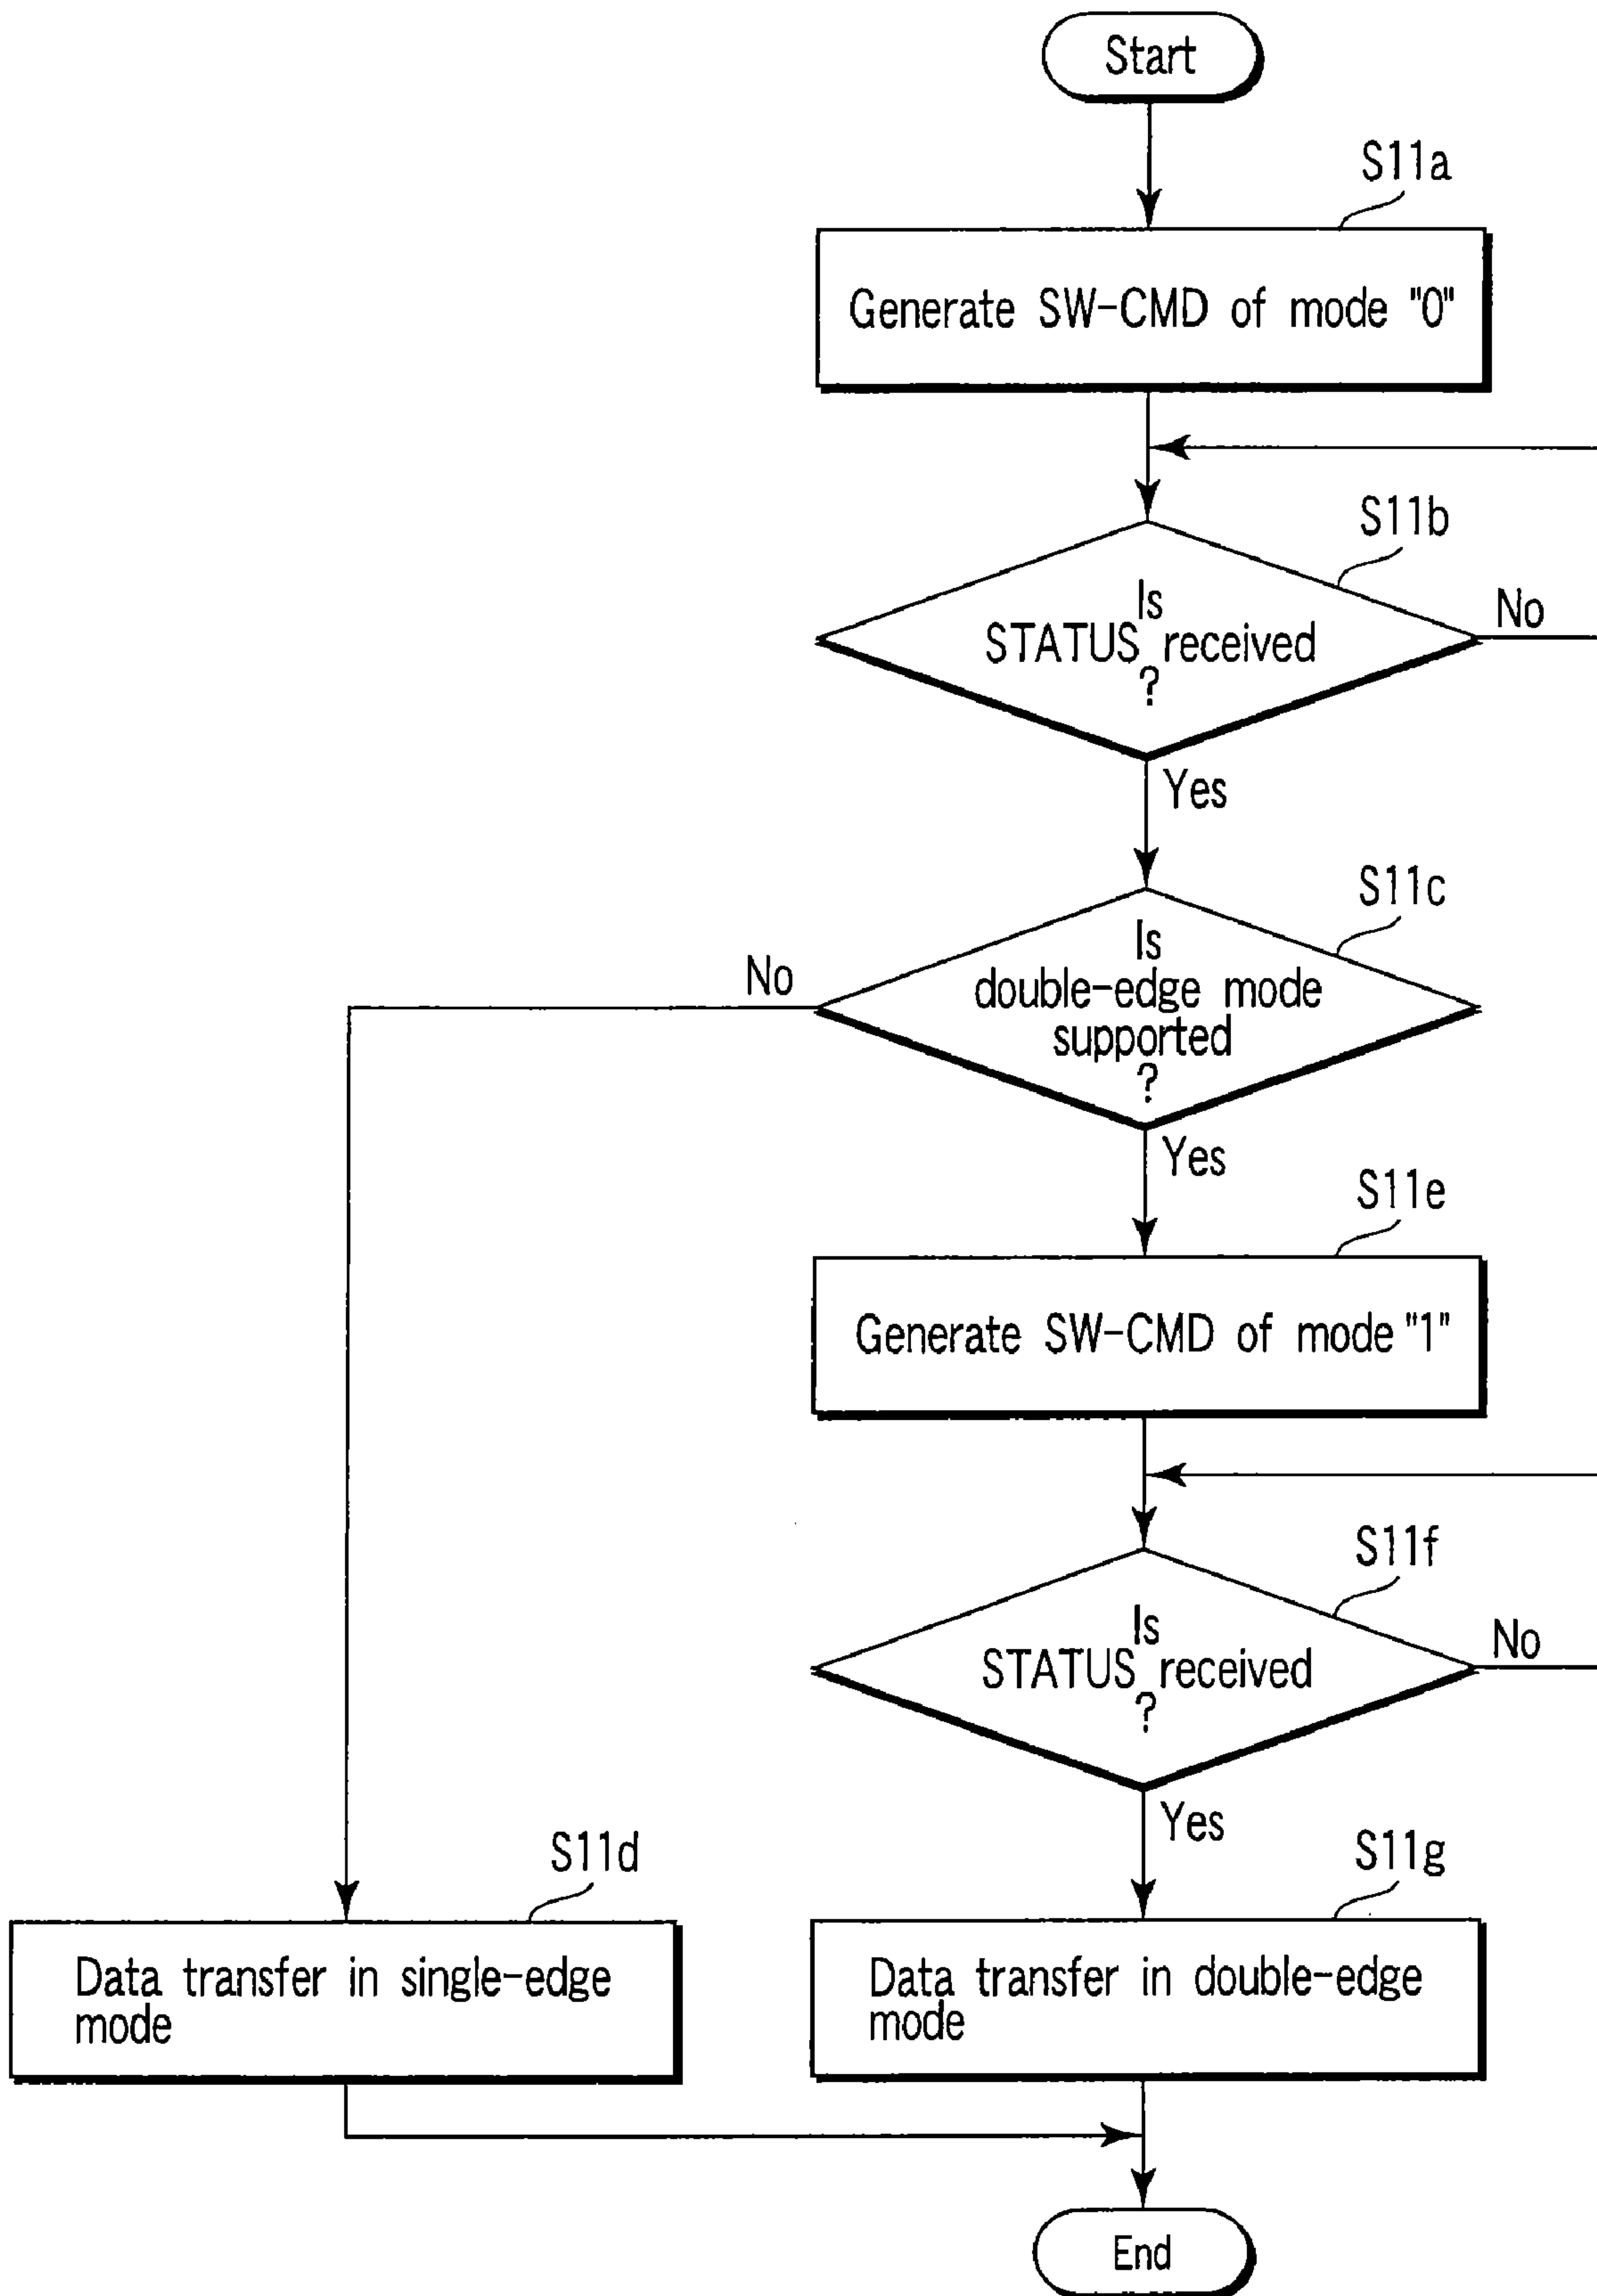 Start
S11a
Generate SW-CMD of mode "0"
S11b
Is
STATUS received
?
No
Yes
S11c
Is
double-edge mode
supported
?
No
Yes
S11e
Generate SW-CMD of mode "1"
S11f
Is
STATUS received
?
No
Yes
S11d
Data transfer in single-edge
mode
S11g
Data transfer in double-edge
mode
End